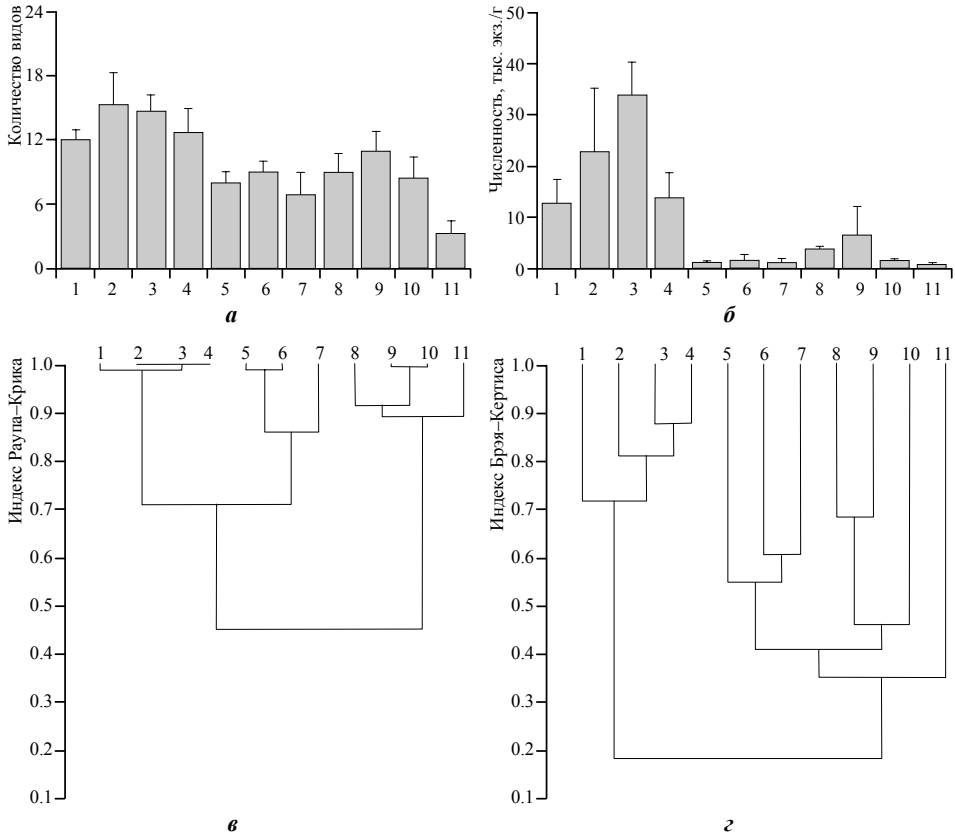 Количество видов
24
18
12
6
0
1 2 3 4 5 6 7 8 9 10 11
а
Численность, тыс. экз./г
50
40
30
20
10
0
1 2 3 4 5 6 7 8 9 10 11
б
Индекс Раупа–Крика
1 2 3 4 5 6 7 8 9 10 11
1.0
0.9
0.8
0.7
0.6
0.5
0.4
0.3
0.2
0.1
в
Индекс Брэя–Кертиса
1 2 3 4 5 6 7 8 9 10 11
1.0
0.9
0.8
0.7
0.6
0.5
0.4
0.3
0.2
0.1
г